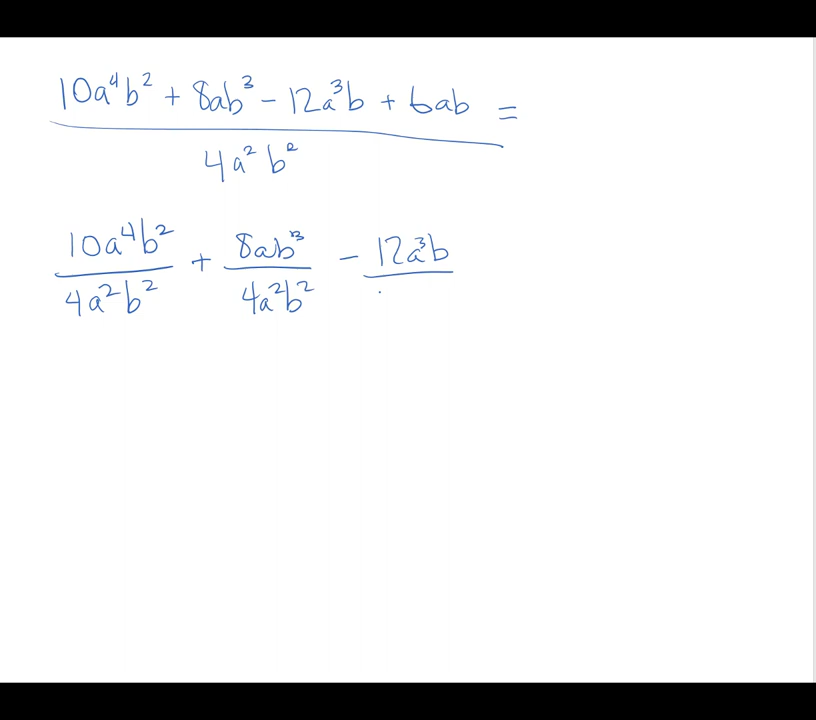 10a⁴b² + 8ab³ - 12a³b + 6ab =
4a²b²
10a⁴b² + 8ab³ - 12a³b
4a²b² 4a²b²